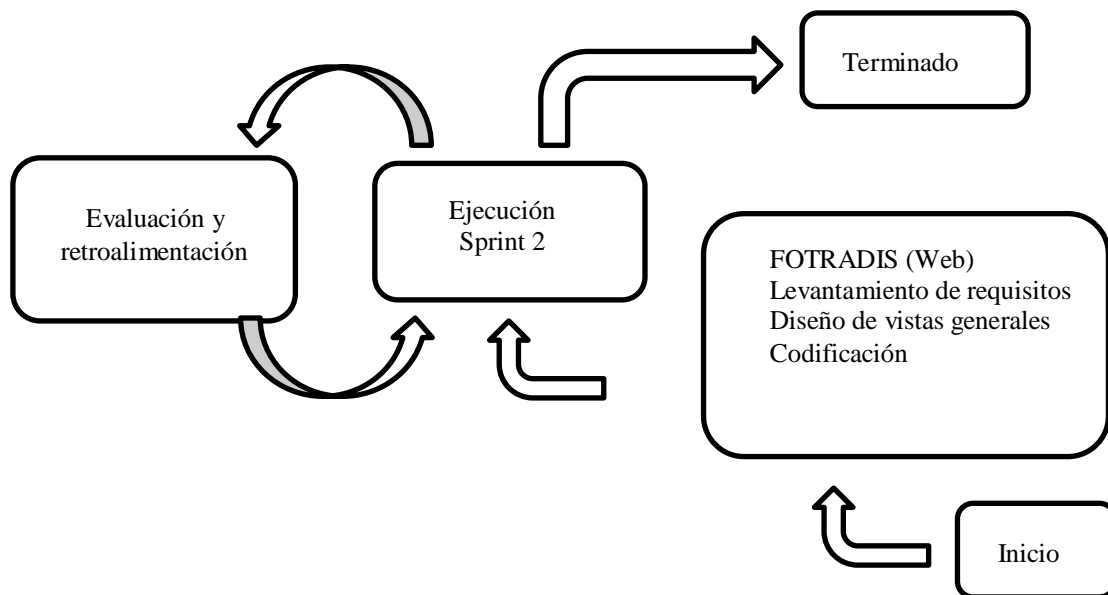 Terminado
Evaluación y
retroalimentación
Ejecución
Sprint 2
FOTRADIS (Web)
Levantamiento de requisitos
Diseño de vistas generales
Codificación
Inicio